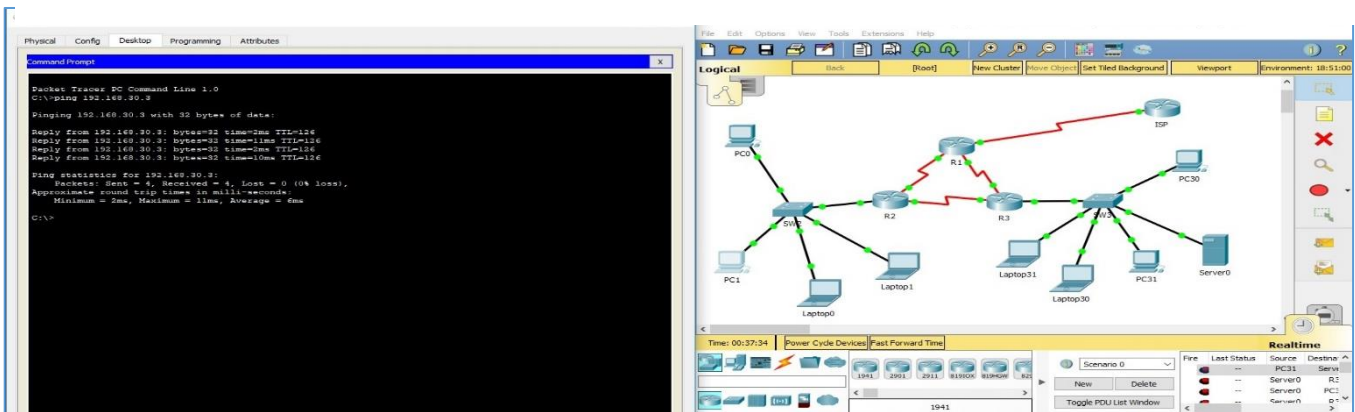 Physical Config Desktop Programming Attributes
Command Prompt
X
Packet Tracer PC Command Line 1.0
C:\>ping 192.168.30.3
Pinging 192.168.30.3 with 32 bytes of data:
Reply from 192.168.30.3: bytes=32 time=2ms TTL=126
Reply from 192.168.30.3: bytes=32 time=11ms TTL=126
Reply from 192.168.30.3: bytes=32 time=2ms TTL=126
Reply from 192.168.30.3: bytes=32 time=10ms TTL=126
Ping statistics for 192.168.30.3:
Packets: Sent = 4, Received = 4, Lost = 0 (0% loss),
Approximate round trip times in milli-seconds:
Minimum = 2ms, Maximum = 11ms, Average = 6ms
C:\>
File Edit Options View Tools Extensions Help
Logical Back [Root] New Cluster Move Object Set Tiled Background Viewport Environment: 18:51:00
ISP
PC0
R1
PC30
R2
R3
SW2
SW3
PC1
Laptop1
Laptop31
PC31
Server0
Laptop0
Laptop30
Time: 00:37:34 Power Cycle Devices Fast Forward Time
Realtime
1941 2901 2911 819IOX 819HGW
1941
Scenario 0
New Delete
Toggle PDU List Window
Fire Last Status Source Destina
-- PC31 Serve
-- Server0 R3
-- Server0 PC3
-- Server0